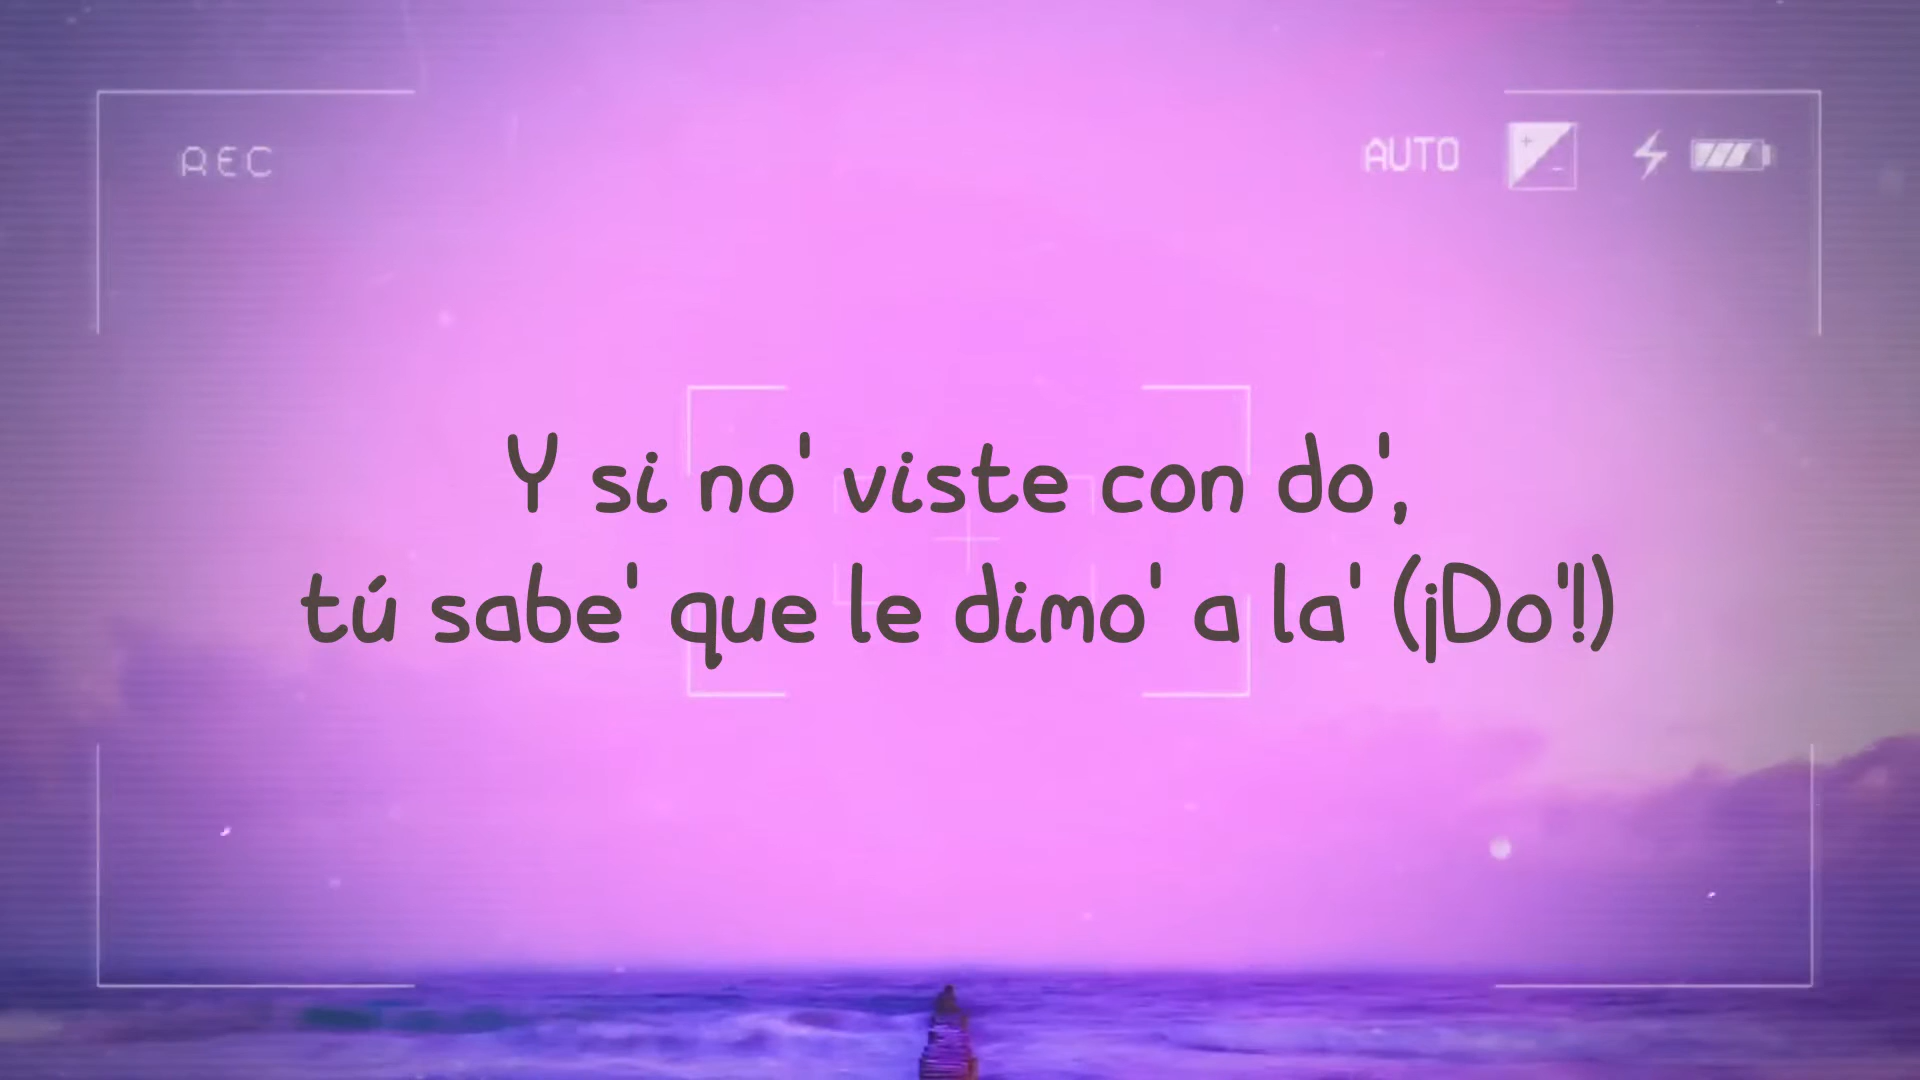 REC
AUTO
Y si no' viste con do',
tú sabe' que le dimo' a la' (¡Do'!)